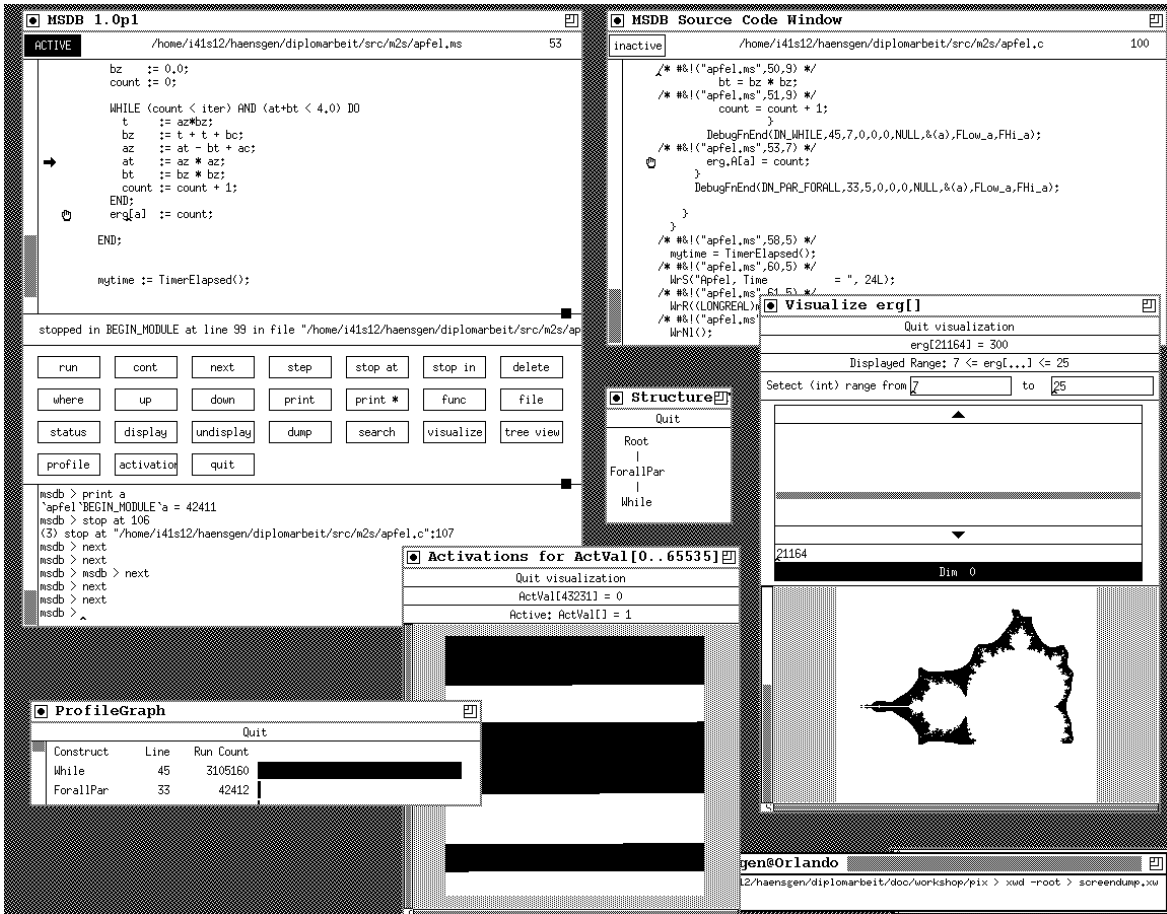 MSDB 1.0p1
ACTIVE /home/i41s12/haensgen/diplomarbeit/src/m2s/apfel.ms 53
bz := 0.0;
count := 0;
WHILE (count < iter) AND (at+bt < 4.0) DO
t := az*bz;
bz := t + t + bc;
az := at - bt + ac;
at := az * az;
bt := bz * bz;
count := count + 1;
END;
erg[a] := count;
END;
mytime := TimerElapsed();
stopped in BEGIN_MODULE at line 99 in file "/home/i41s12/haensgen/diplomarbeit/src/m2s/ap
run cont next step stop at stop in delete
where up down print print * func file
status display undisplay dump search visualize tree view
profile activation quit
msdb > print a
`apfel`BEGIN_MODULE`a = 42411
msdb > stop at 106
(3) stop at "/home/i41s12/haensgen/diplomarbeit/src/m2s/apfel.c":107
msdb > next
msdb > next
msdb > msdb > next
msdb > next
msdb > next
msdb >
MSDB Source Code Window
inactive /home/i41s12/haensgen/diplomarbeit/src/m2s/apfel.c 100
/* #&!("apfel.ms",50,9) */
bt = bz * bz;
/* #&!("apfel.ms",51,9) */
count = count + 1;
}
DebugFnEnd(DN_WHILE,45,7,0,0,0,NULL,&(a),FLow_a,FHi_a);
/* #&!("apfel.ms",53,7) */
erg.A[a] = count;
}
DebugFnEnd(DN_PAR_FORALL,33,5,0,0,0,NULL,&(a),FLow_a,FHi_a);
}
}
/* #&!("apfel.ms",58,5) */
mytime = TimerElapsed();
/* #&!("apfel.ms",60,5) */
WrS("Apfel, Time = ", 24L);
/* #&!("apfel.ms",61,5) */
WrR((LONGREAL)m
/* #&!("apfel.ms"
WrNl();
Visualize erg[]
Quit visualization
erg[21164] = 300
Displayed Range: 7 <= erg[...] <= 25
Setect (int) range from 7 to 25
21164
Dim 0
Structure
Quit
Root
|
ForallPar
|
While
Activations for ActVal[0..65535]
Quit visualization
ActVal[43231] = 0
Active: ActVal[] = 1
ProfileGraph
Quit
Construct Line Run Count
While 45 3105160
ForallPar 33 42412
gen@Orlando
12/haensgen/diplomarbeit/doc/workshop/pix > xwd -root > screendump.xw